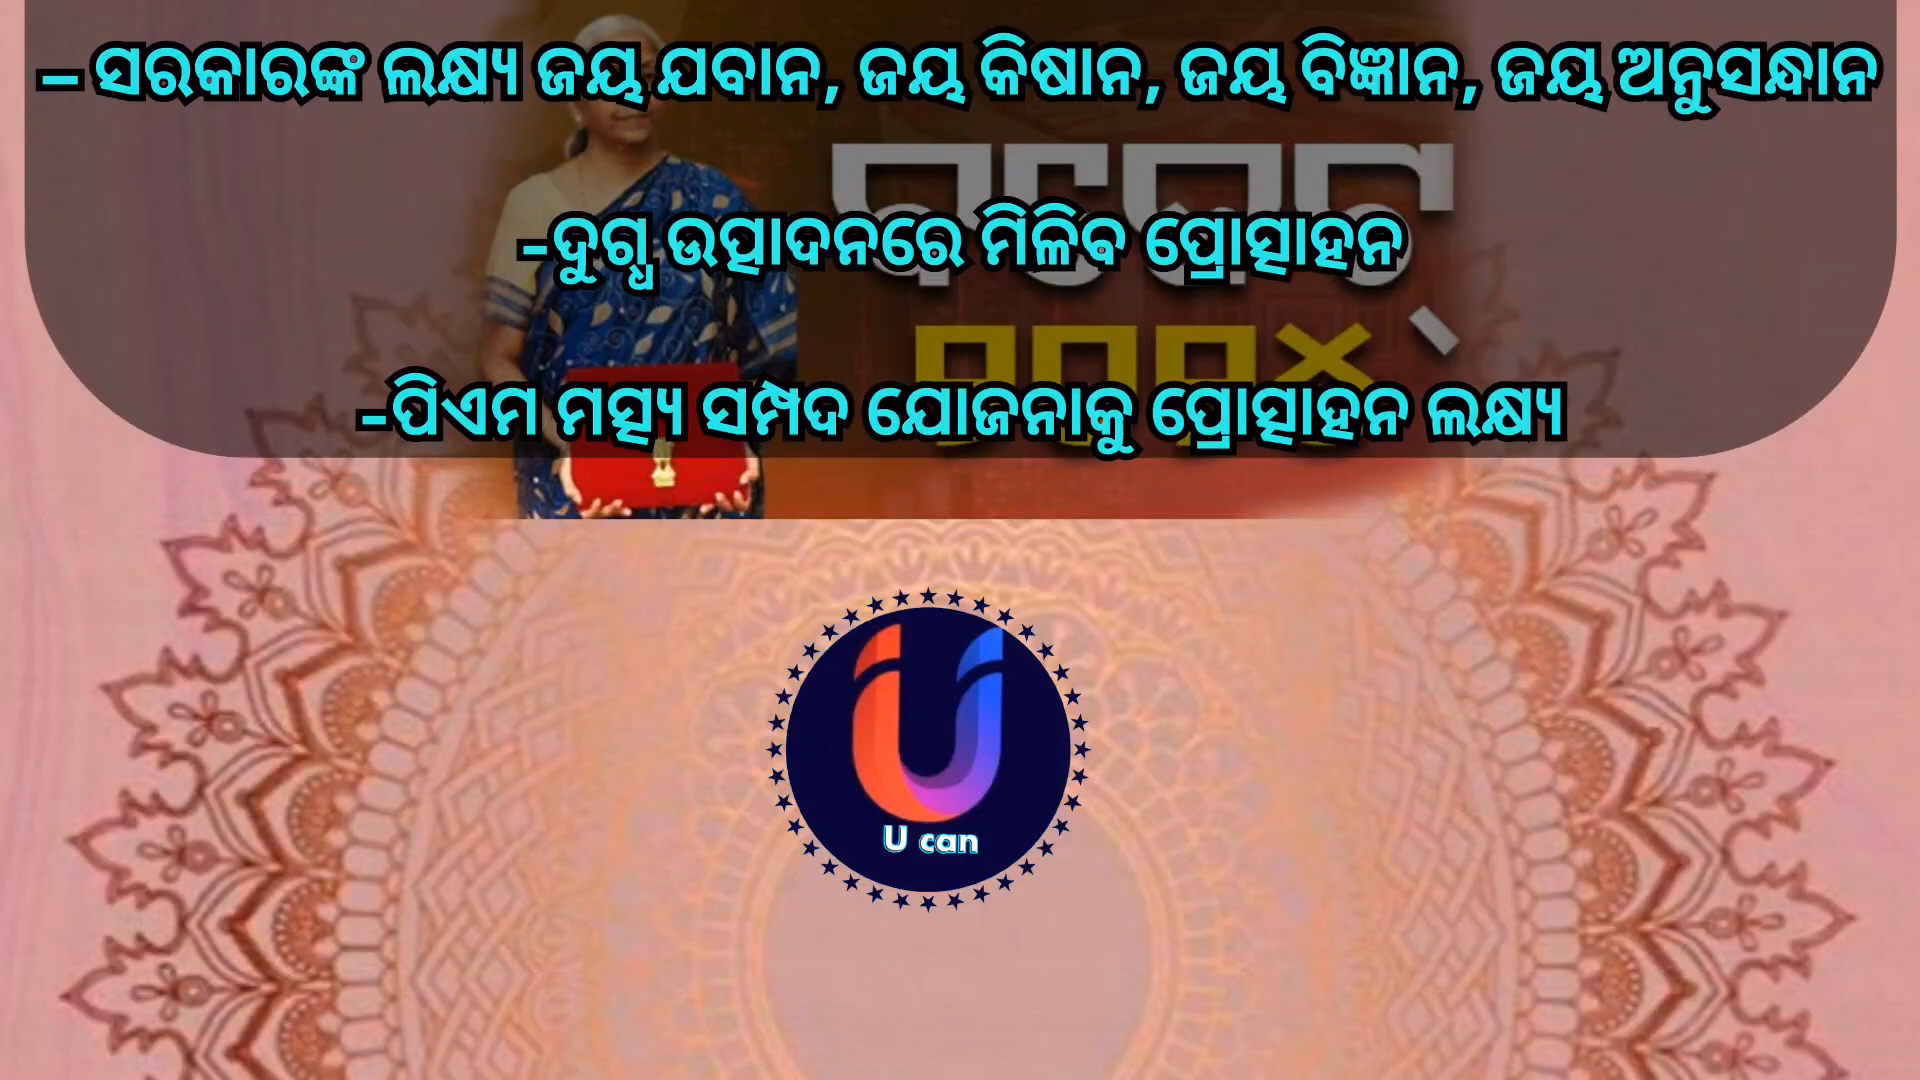 – ସରକାରଙ୍କ ଲକ୍ଷ୍ୟ ଜୟ ଯବାନ, ଜୟ କିଷାନ, ଜୟ ବିଜ୍ଞାନ, ଜୟ ଅନୁସନ୍ଧାନ
-ଦୁଗ୍ଧ ଉତ୍ପାଦନରେ ମିଳିବ ପ୍ରୋତ୍ସାହନ
-ପିଏମ ମତ୍ସ୍ୟ ସମ୍ପଦ ଯୋଜନାକୁ ପ୍ରୋତ୍ସାହନ ଲକ୍ଷ୍ୟ
U can